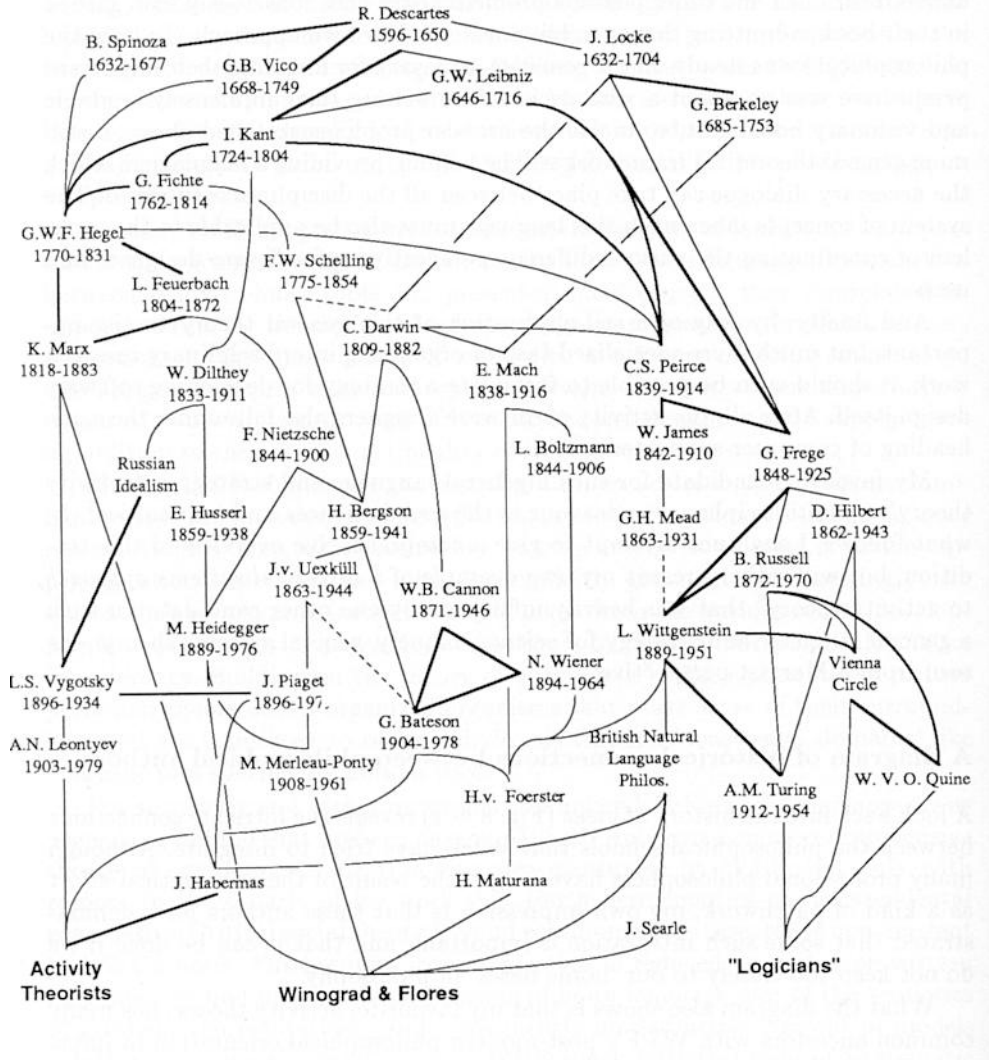 R. Descartes
1596-1650
B. Spinoza
1632-1677
J. Locke
1632-1704
G.B. Vico
1668-1749
G.W. Leibniz
1646-1716
G. Berkeley
1685-1753
I. Kant
1724-1804
G. Fichte
1762-1814
G.W.F. Hegel
1770-1831
F.W. Schelling
1775-1854
L. Feuerbach
1804-1872
C. Darwin
1809-1882
K. Marx
1818-1883
W. Dilthey
1833-1911
E. Mach
1838-1916
C.S. Peirce
1839-1914
F. Nietzsche
1844-1900
L. Boltzmann
1844-1906
W. James
1842-1910
G. Frege
1848-1925
Russian
Idealism
E. Husserl
1859-1938
H. Bergson
1859-1941
G.H. Mead
1863-1931
D. Hilbert
1862-1943
J.v. Uexküll
1863-1944
W.B. Cannon
1871-1946
B. Russell
1872-1970
M. Heidegger
1889-1976
L. Wittgenstein
1889-1951
N. Wiener
1894-1964
Vienna
Circle
L.S. Vygotsky
1896-1934
J. Piaget
1896-197
G. Bateson
1904-1978
A.N. Leontyev
1903-1979
M. Merleau-Ponty
1908-1961
British Natural
Language
Philos.
H.v. Foerster
A.M. Turing
1912-1954
W. V. O. Quine
J. Habermas
H. Maturana
J. Searle
Activity
Theorists
Winograd & Flores
"Logicians"